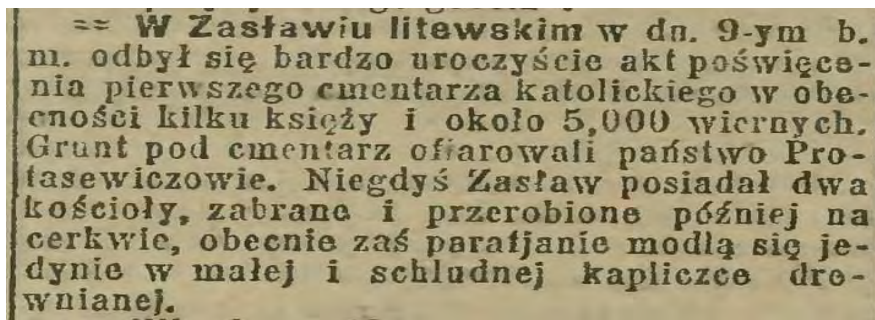 == W Zasławiu litewskim w dn. 9-ym b.
m. odbył się bardzo uroczyście akt poświęce-
nia pierwszego cmentarza katolickiego w obe-
cności kilku księży i około 5,000 wiernych.
Grunt pod cmentarz ofiarowali państwo Pro-
tasewiczowie. Niegdyś Zasław posiadał dwa
kościoły, zabrane i przerobione później na
cerkwie, obecnie zaś parafjanie modlą się je-
dynie w małej i schludnej kapliczce dre-
wnianej.